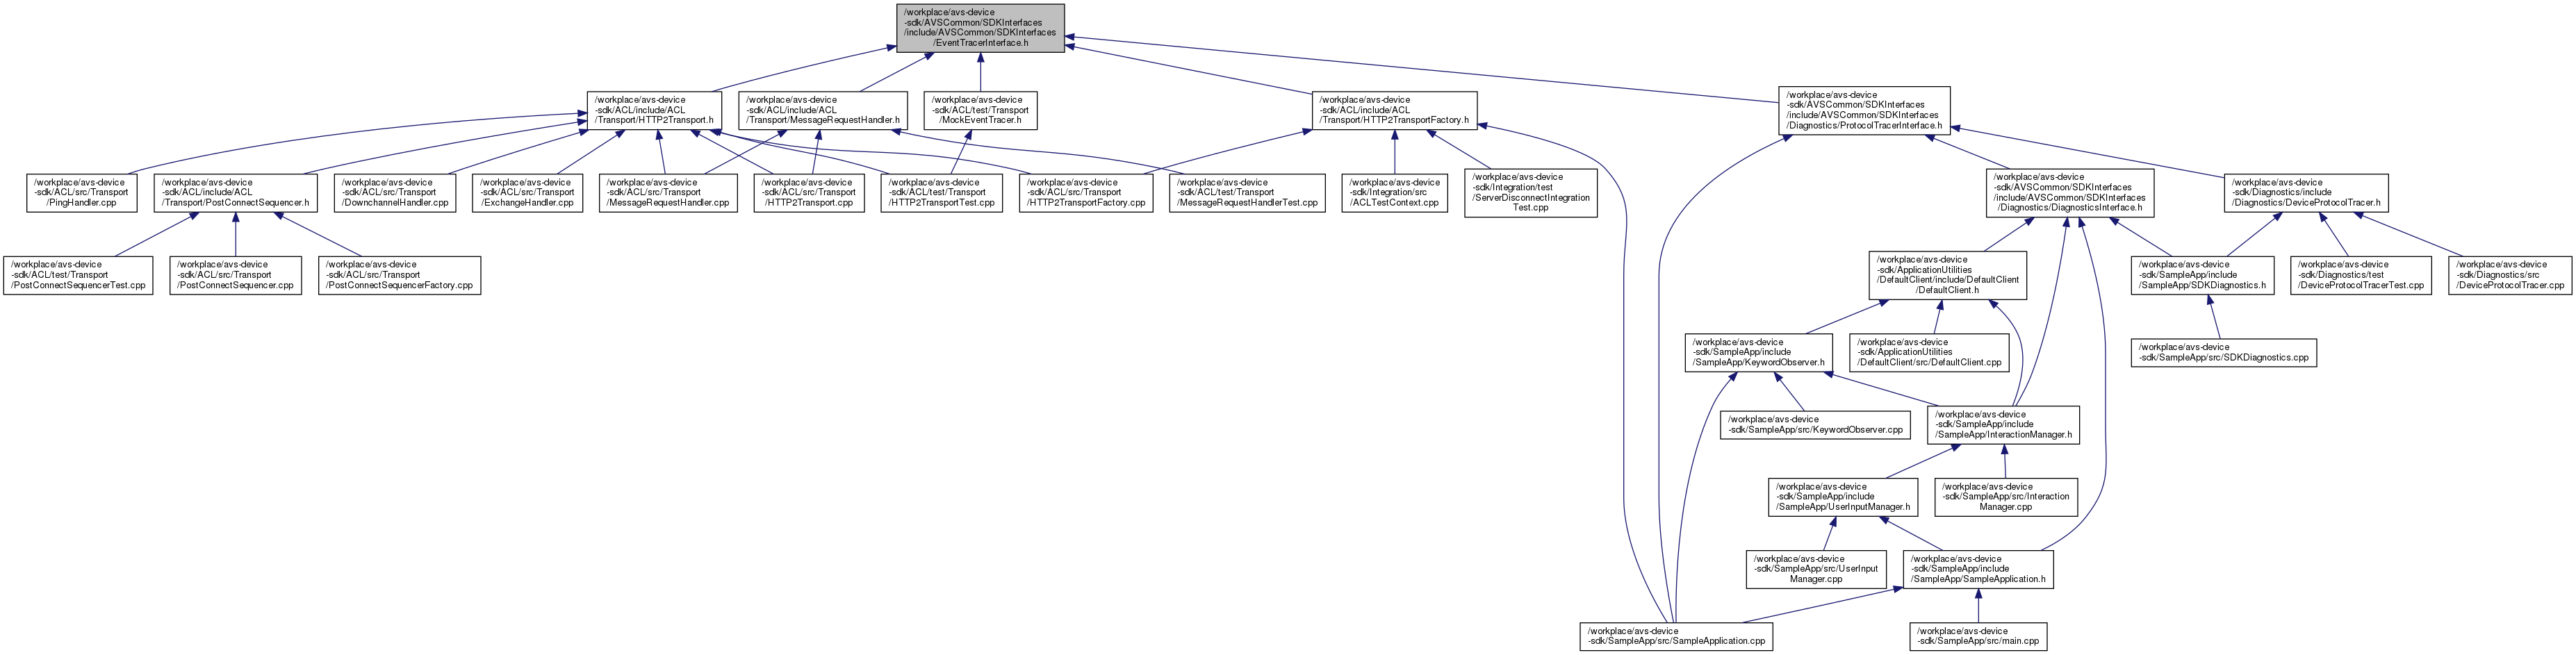 /workplace/avs-device
-sdk/AVSCommon/SDKInterfaces
/include/AVSCommon/SDKInterfaces
/EventTracerInterface.h
/workplace/avs-device
-sdk/ACL/include/ACL
/Transport/HTTP2Transport.h
/workplace/avs-device
-sdk/ACL/include/ACL
/Transport/MessageRequestHandler.h
/workplace/avs-device
-sdk/ACL/test/Transport
/MockEventTracer.h
/workplace/avs-device
-sdk/ACL/include/ACL
/Transport/HTTP2TransportFactory.h
/workplace/avs-device
-sdk/AVSCommon/SDKInterfaces
/include/AVSCommon/SDKInterfaces
/Diagnostics/ProtocolTracerInterface.h
/workplace/avs-device
-sdk/ACL/src/Transport
/PingHandler.cpp
/workplace/avs-device
-sdk/ACL/include/ACL
/Transport/PostConnectSequencer.h
/workplace/avs-device
-sdk/ACL/src/Transport
/DownchannelHandler.cpp
/workplace/avs-device
-sdk/ACL/src/Transport
/ExchangeHandler.cpp
/workplace/avs-device
-sdk/ACL/src/Transport
/MessageRequestHandler.cpp
/workplace/avs-device
-sdk/ACL/src/Transport
/HTTP2Transport.cpp
/workplace/avs-device
-sdk/ACL/test/Transport
/HTTP2TransportTest.cpp
/workplace/avs-device
-sdk/ACL/src/Transport
/HTTP2TransportFactory.cpp
/workplace/avs-device
-sdk/ACL/test/Transport
/MessageRequestHandlerTest.cpp
/workplace/avs-device
-sdk/Integration/src
/ACLTestContext.cpp
/workplace/avs-device
-sdk/Integration/test
/ServerDisconnectIntegration
Test.cpp
/workplace/avs-device
-sdk/AVSCommon/SDKInterfaces
/include/AVSCommon/SDKInterfaces
/Diagnostics/DiagnosticsInterface.h
/workplace/avs-device
-sdk/Diagnostics/include
/Diagnostics/DeviceProtocolTracer.h
/workplace/avs-device
-sdk/ACL/test/Transport
/PostConnectSequencerTest.cpp
/workplace/avs-device
-sdk/ACL/src/Transport
/PostConnectSequencer.cpp
/workplace/avs-device
-sdk/ACL/src/Transport
/PostConnectSequencerFactory.cpp
/workplace/avs-device
-sdk/ApplicationUtilities
/DefaultClient/include/DefaultClient
/DefaultClient.h
/workplace/avs-device
-sdk/SampleApp/include
/SampleApp/SDKDiagnostics.h
/workplace/avs-device
-sdk/Diagnostics/test
/DeviceProtocolTracerTest.cpp
/workplace/avs-device
-sdk/Diagnostics/src
/DeviceProtocolTracer.cpp
/workplace/avs-device
-sdk/SampleApp/include
/SampleApp/KeywordObserver.h
/workplace/avs-device
-sdk/ApplicationUtilities
/DefaultClient/src/DefaultClient.cpp
/workplace/avs-device
-sdk/SampleApp/src/SDKDiagnostics.cpp
/workplace/avs-device
-sdk/SampleApp/src/KeywordObserver.cpp
/workplace/avs-device
-sdk/SampleApp/include
/SampleApp/InteractionManager.h
/workplace/avs-device
-sdk/SampleApp/include
/SampleApp/UserInputManager.h
/workplace/avs-device
-sdk/SampleApp/src/Interaction
Manager.cpp
/workplace/avs-device
-sdk/SampleApp/src/UserInput
Manager.cpp
/workplace/avs-device
-sdk/SampleApp/include
/SampleApp/SampleApplication.h
/workplace/avs-device
-sdk/SampleApp/src/SampleApplication.cpp
/workplace/avs-device
-sdk/SampleApp/src/main.cpp